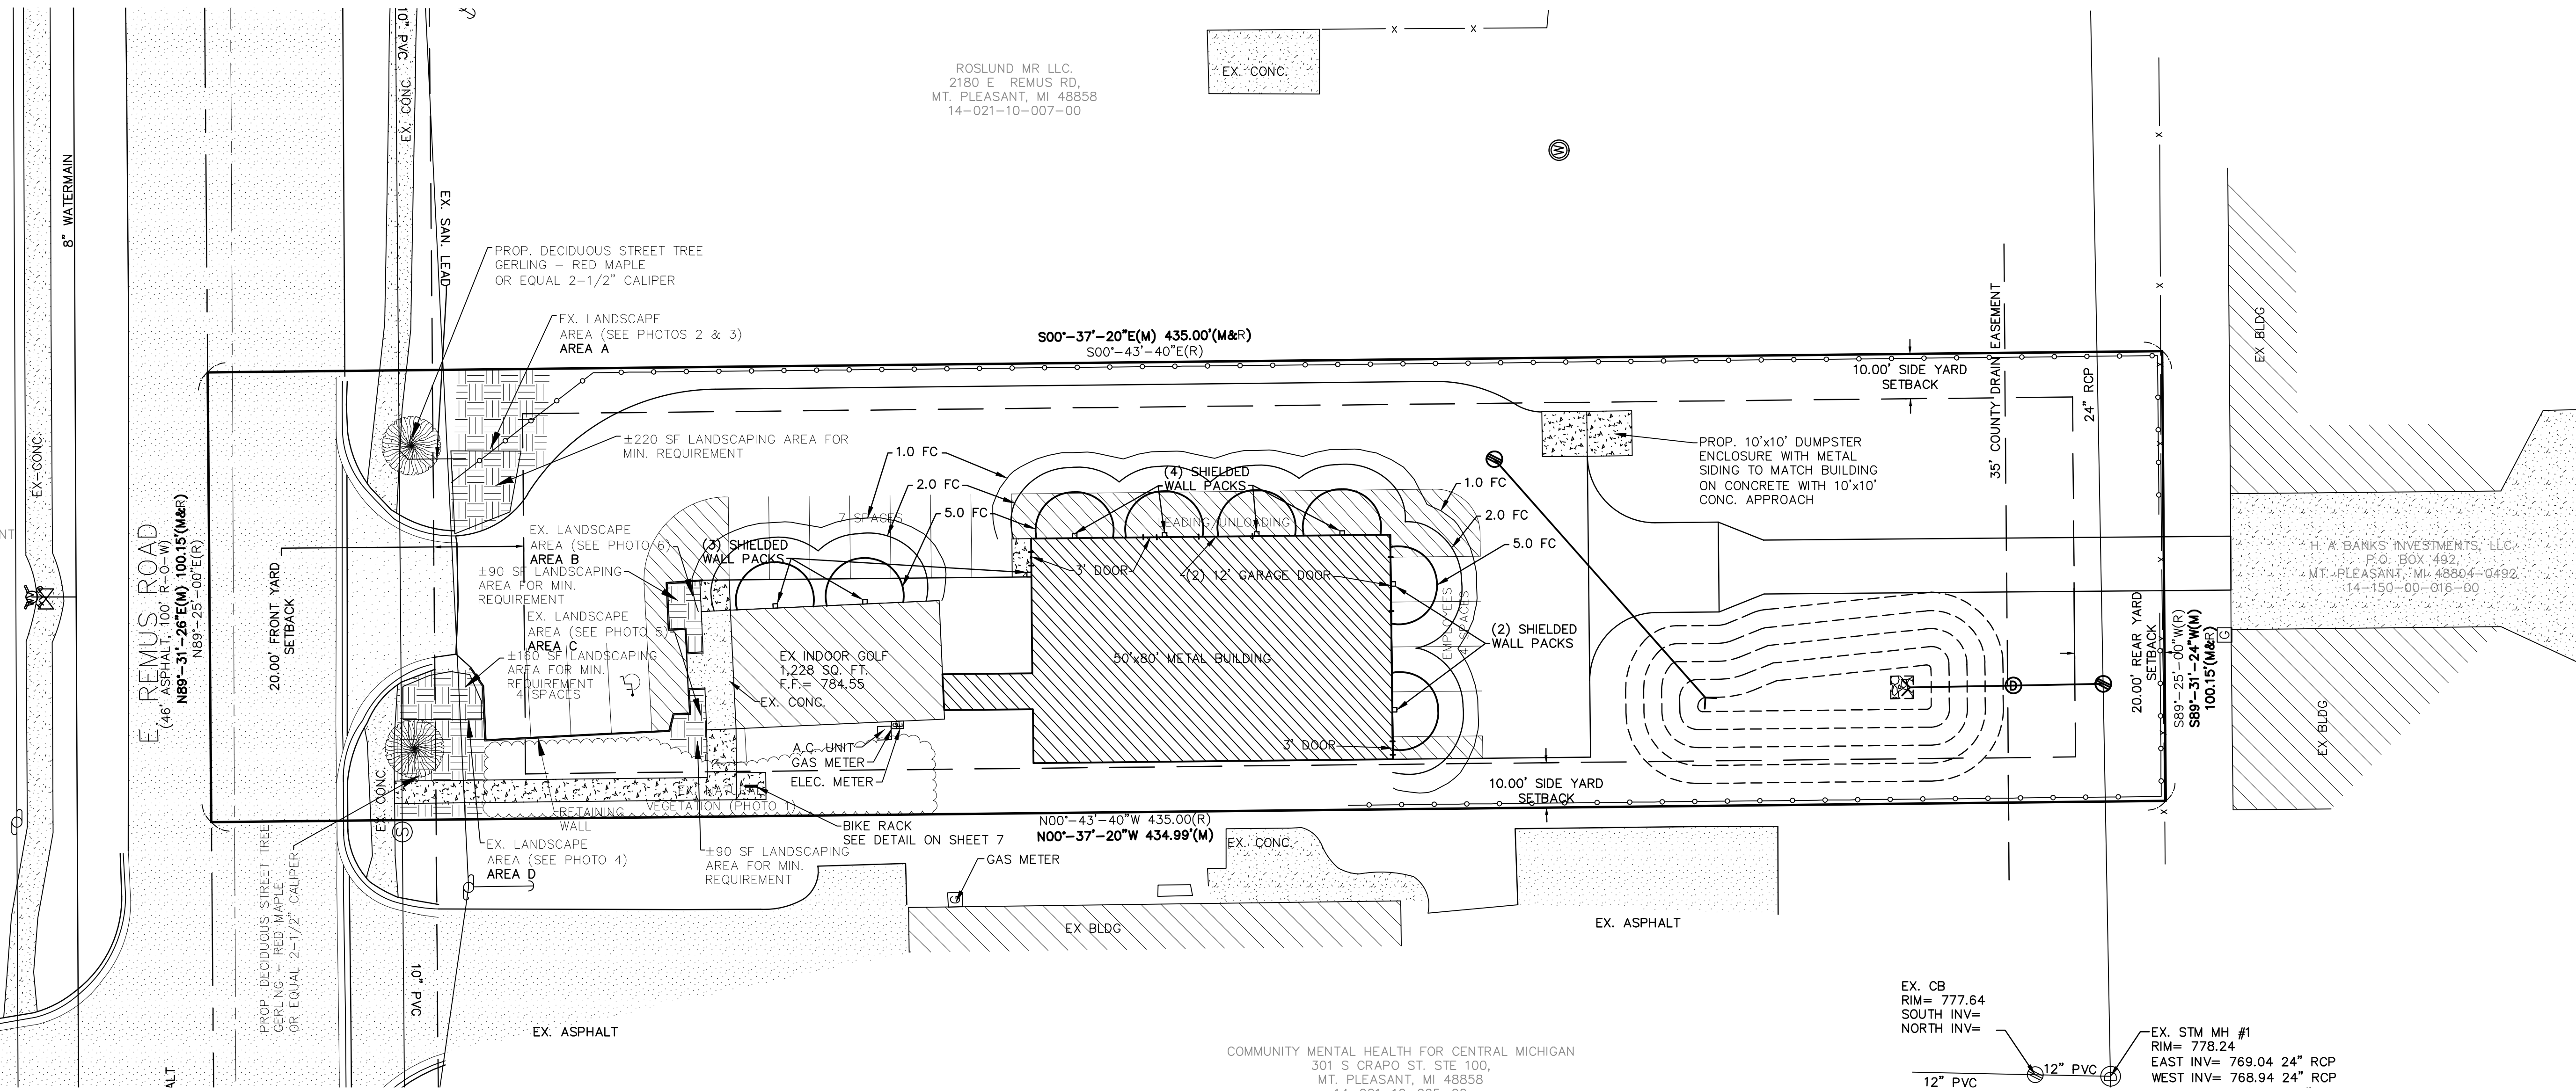 10" PVC
EX. CONC.
8" WATERMAIN
EX. SAN. LEAD
EX-CONC.
ROSLUND MR LLC.
2180 E REMUS RD,
MT. PLEASANT, MI 48858
14-021-10-007-00
EX. CONC.
W
PROP. DECIDUOUS STREET TREE
GERLING - RED MAPLE
OR EQUAL 2-1/2" CALIPER
EX. LANDSCAPE
AREA (SEE PHOTOS 2 & 3)
AREA A
±220 SF LANDSCAPING AREA FOR
MIN. REQUIREMENT
S00°-37'-20"E(M) 435.00'(M&R)
S00°-43'-40"E(R)
10.00' SIDE YARD
SETBACK
35' COUNTY DRAIN EASEMENT
24" RCP
EX BLDG
E. REMUS ROAD
(46' ASPHALT, 100' R-O-W)
N89°-31'-26"E(M) 100.15'(M&R)
N89°-25'-00"E(R)
20.00' FRONT YARD
SETBACK
EX. LANDSCAPE
AREA (SEE PHOTO 6)
AREA B
±90 SF LANDSCAPING
AREA FOR MIN.
REQUIREMENT
EX. LANDSCAPE
AREA (SEE PHOTO 5)
AREA C
±160 SF LANDSCAPING
AREA FOR MIN.
REQUIREMENT
4 SPACES
1.0 FC
2.0 FC
5.0 FC
7 SPACES
(3) SHIELDED
WALL PACKS
(4) SHIELDED
WALL PACKS
LEADING/UNLOADING
3' DOOR
(2) 12' GARAGE DOOR
1.0 FC
2.0 FC
5.0 FC
EMPLOYEES
4 SPACES
(2) SHIELDED
WALL PACKS
50'x80' METAL BUILDING
3' DOOR
EX INDOOR GOLF
1,228 SQ. FT.
F.F.= 784.55
EX. CONC.
A.C. UNIT
GAS METER
ELEC. METER
PROP. 10'x10' DUMPSTER
ENCLOSURE WITH METAL
SIDING TO MATCH BUILDING
ON CONCRETE WITH 10'x10'
CONC. APPROACH
D
20.00' REAR YARD
SETBACK
S89°-25'-00"W(R)
S89°-31'-24"W(M)
100.15'(M&R)
G
H A BANKS INVESTMENTS, LLC
P.O. BOX 492,
MT PLEASANT, MI 48804-0492
14-150-00-016-00
EX BLDG
10.00' SIDE YARD
SETBACK
VEGETATION (PHOTO 1)
RETAINING
WALL
BIKE RACK
SEE DETAIL ON SHEET 7
N00°-43'-40"W 435.00(R)
N00°-37'-20"W 434.99'(M)
EX. CONC.
S
EX. LANDSCAPE
AREA (SEE PHOTO 4)
AREA D
±90 SF LANDSCAPING
AREA FOR MIN.
REQUIREMENT
PROP. DECIDUOUS STREET TREE
GERLING - RED MAPLE
OR EQUAL 2-1/2" CALIPER
GAS METER
G
EX. CONC.
EX BLDG
EX. ASPHALT
10" PVC
EX. ASPHALT
COMMUNITY MENTAL HEALTH FOR CENTRAL MICHIGAN
301 S CRAPO ST. STE 100,
MT. PLEASANT, MI 48858
EX. CB
RIM= 777.64
SOUTH INV=
NORTH INV=
12" PVC
12" PVC
EX. STM MH #1
RIM= 778.24
EAST INV= 769.04 24" RCP
WEST INV= 768.94 24" RCP